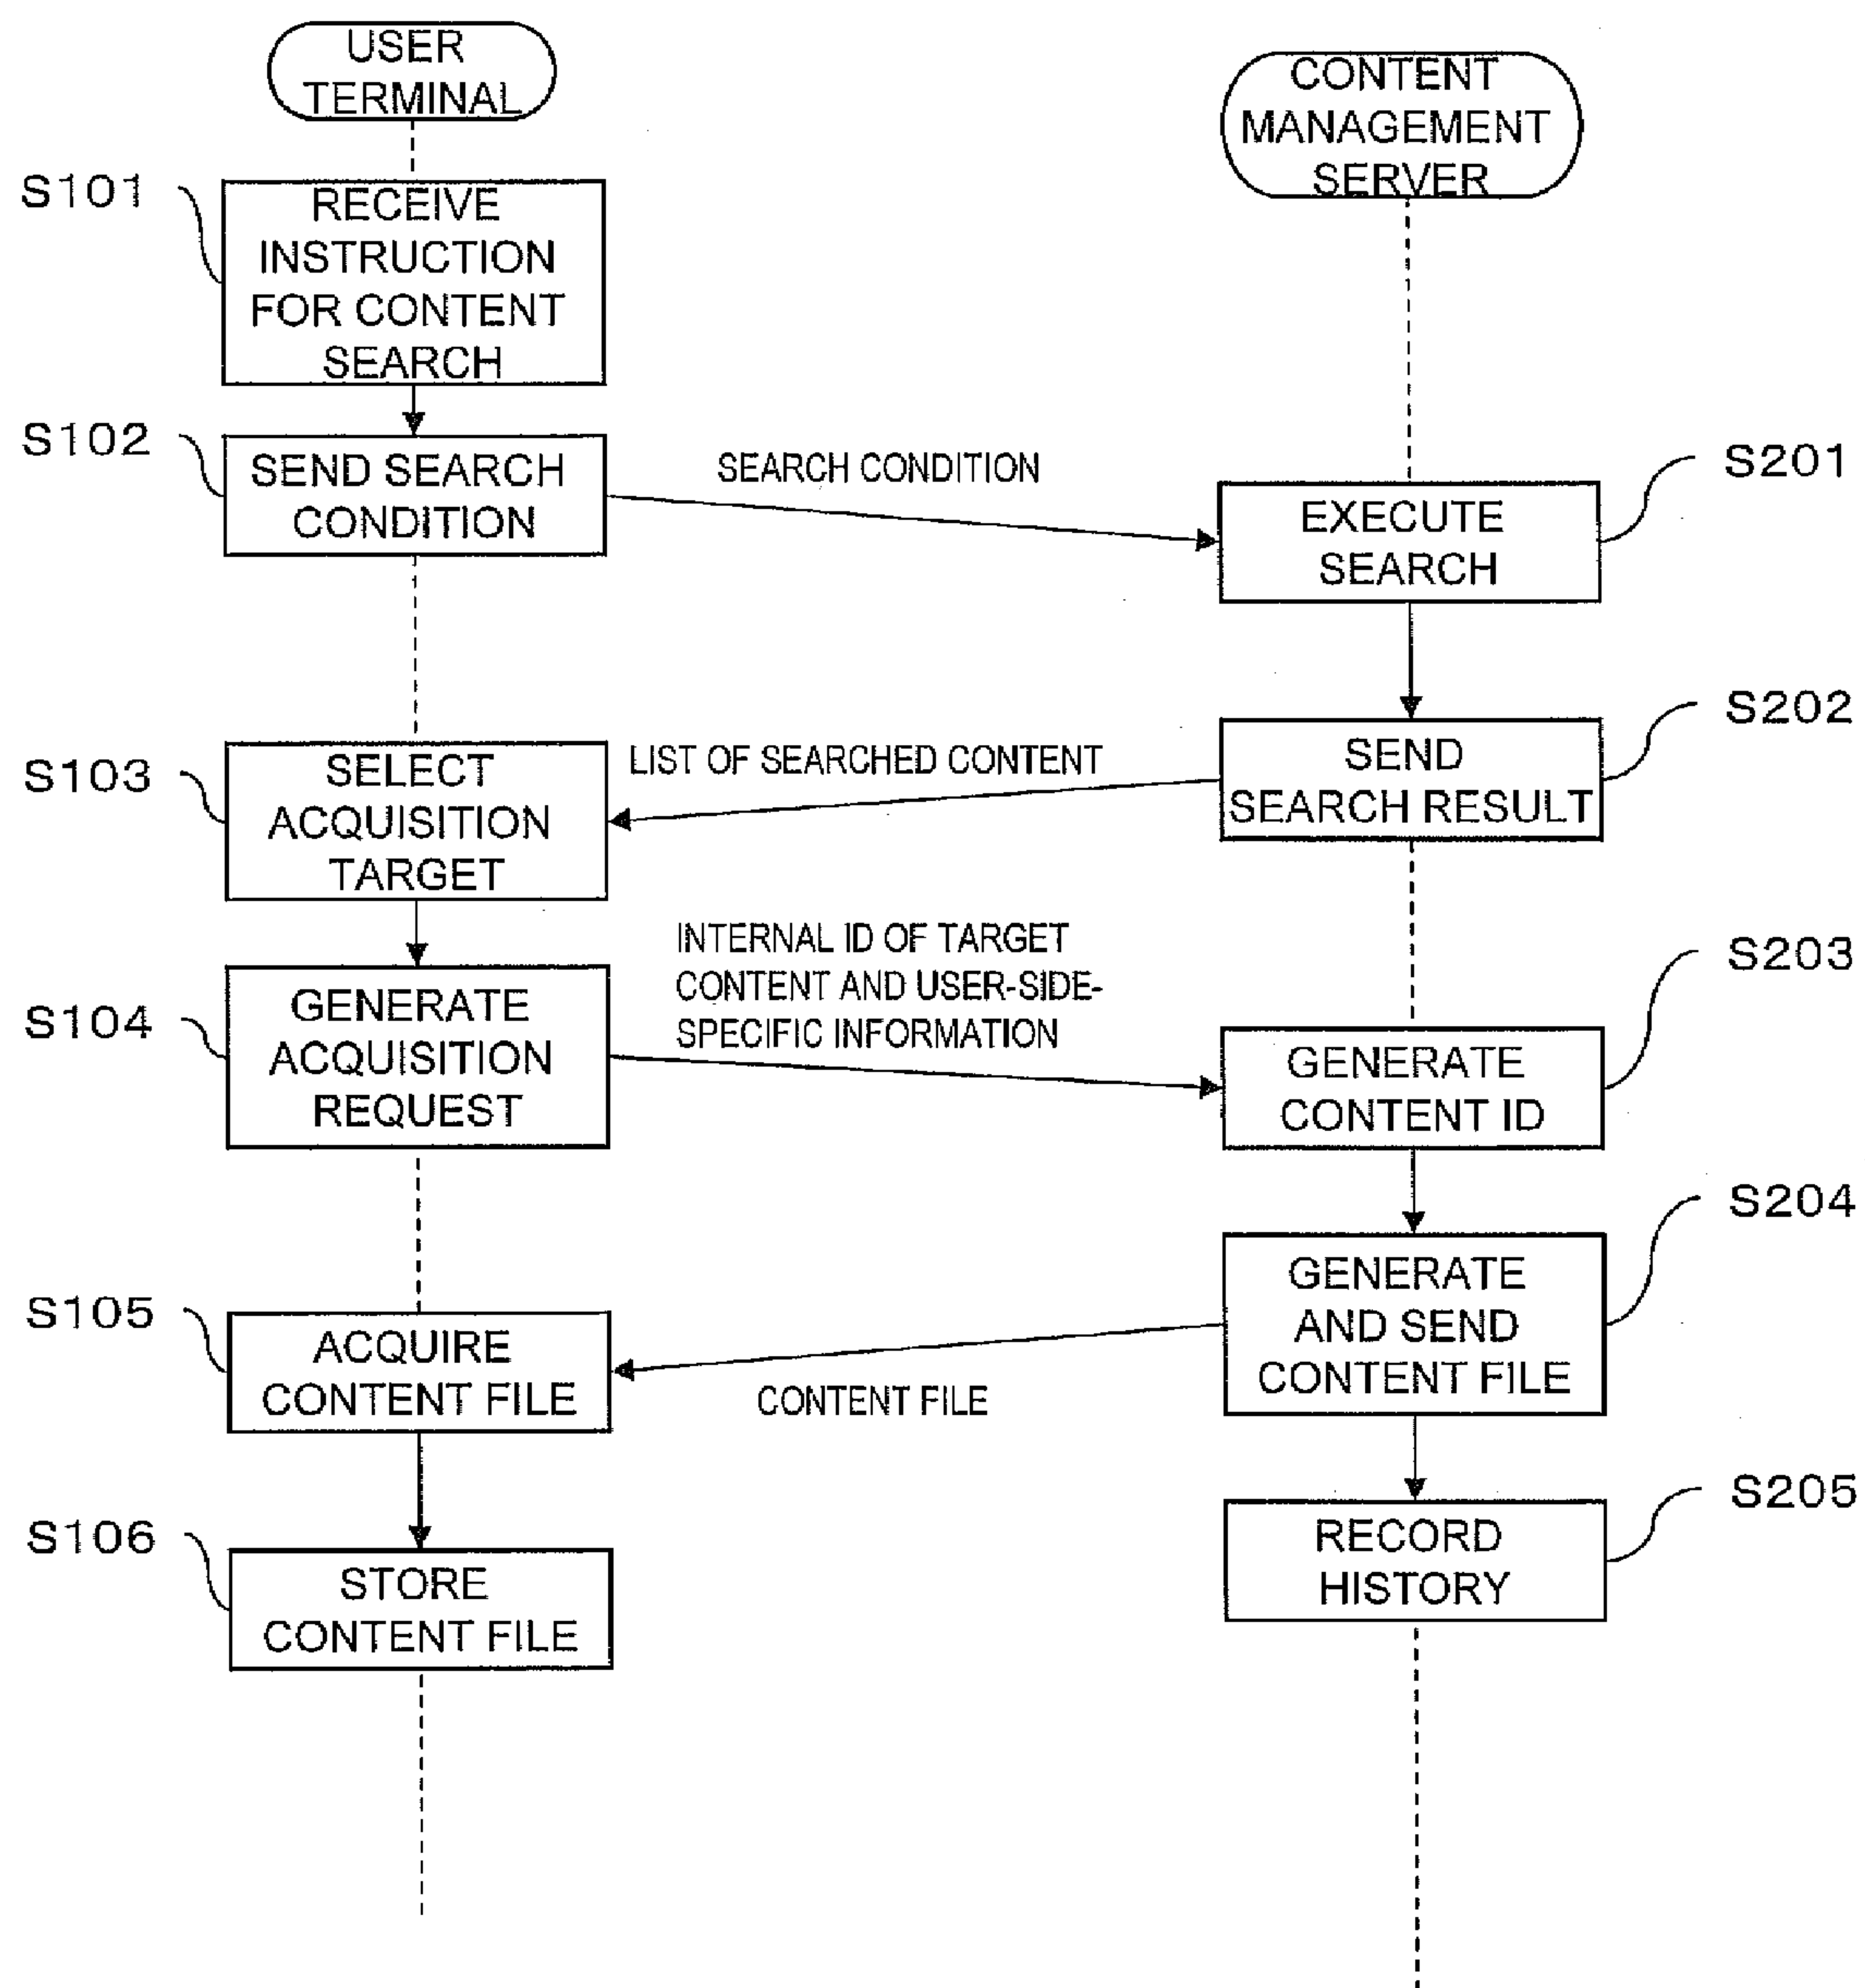 USER
TERMINAL
CONTENT
MANAGEMENT
SERVER
S101
RECEIVE
INSTRUCTION
FOR CONTENT
SEARCH
S102
SEND SEARCH
CONDITION
SEARCH CONDITION
S201
EXECUTE
SEARCH
S202
SEND
SEARCH RESULT
LIST OF SEARCHED CONTENT
S103
SELECT
ACQUISITION
TARGET
S104
GENERATE
ACQUISITION
REQUEST
INTERNAL ID OF TARGET
CONTENT AND USER-SIDE-
SPECIFIC INFORMATION
S203
GENERATE
CONTENT ID
S204
GENERATE
AND SEND
CONTENT FILE
S105
ACQUIRE
CONTENT FILE
CONTENT FILE
S205
RECORD
HISTORY
S106
STORE
CONTENT FILE